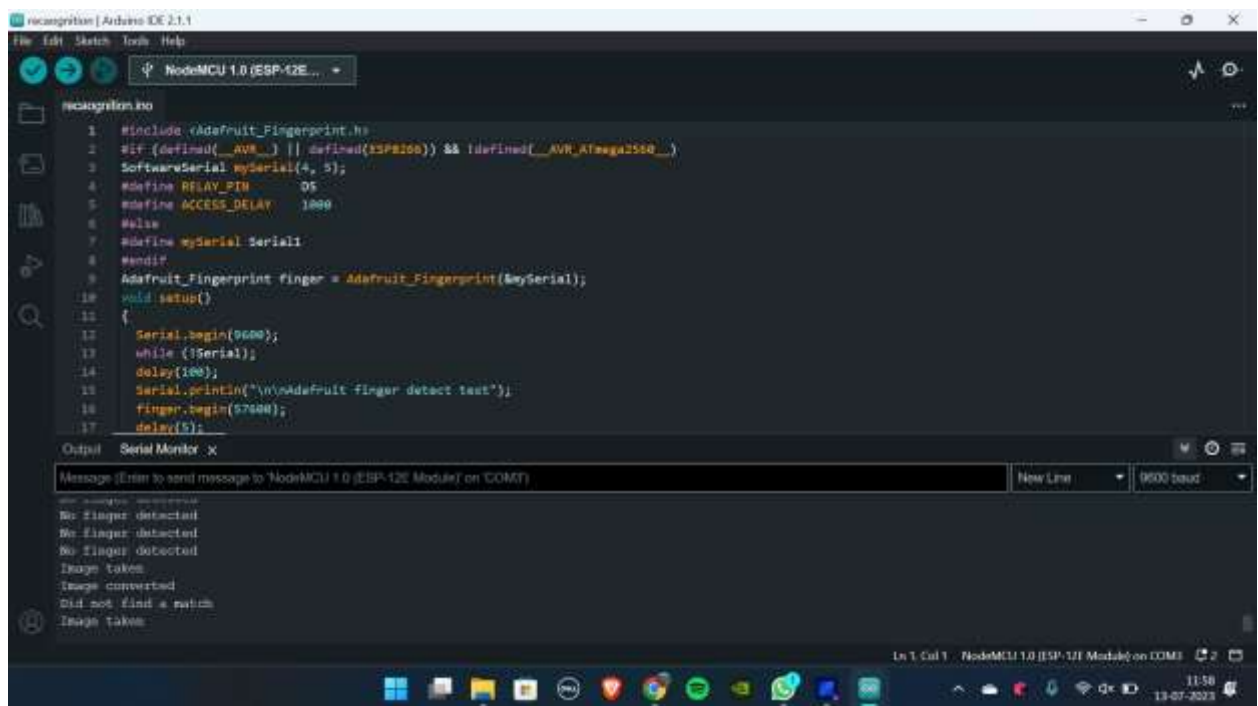 recaognition | Arduino IDE 2.1.1
File Edit Sketch Tools Help
NodeMCU 1.0 (ESP-12E...
recaognition.ino
1 #include <Adafruit_Fingerprint.h>
2 #if (defined(__AVR__) || defined(ESP8266)) && !defined(__AVR_ATmega2560__)
3 SoftwareSerial mySerial(4, 5);
4 #define RELAY_PIN D5
5 #define ACCESS_DELAY 1000
6 #else
7 #define mySerial Serial1
8 #endif
9 Adafruit_Fingerprint finger = Adafruit_Fingerprint(&mySerial);
10 void setup()
11 {
12 Serial.begin(9600);
13 while (!Serial);
14 delay(100);
15 Serial.println("\n\nAdafruit finger detect test");
16 finger.begin(57600);
17 delay(5);
Output Serial Monitor x
Message (Enter to send message to 'NodeMCU 1.0 (ESP-12E Module)' on 'COM3') New Line 9600 baud
No finger detected
No finger detected
No finger detected
No finger detected
Image taken
Image converted
Did not find a match
Image taken
Ln 1, Col 1 NodeMCU 1.0 (ESP-12E Module) on COM3 2
DELL
11:58
13-07-2023